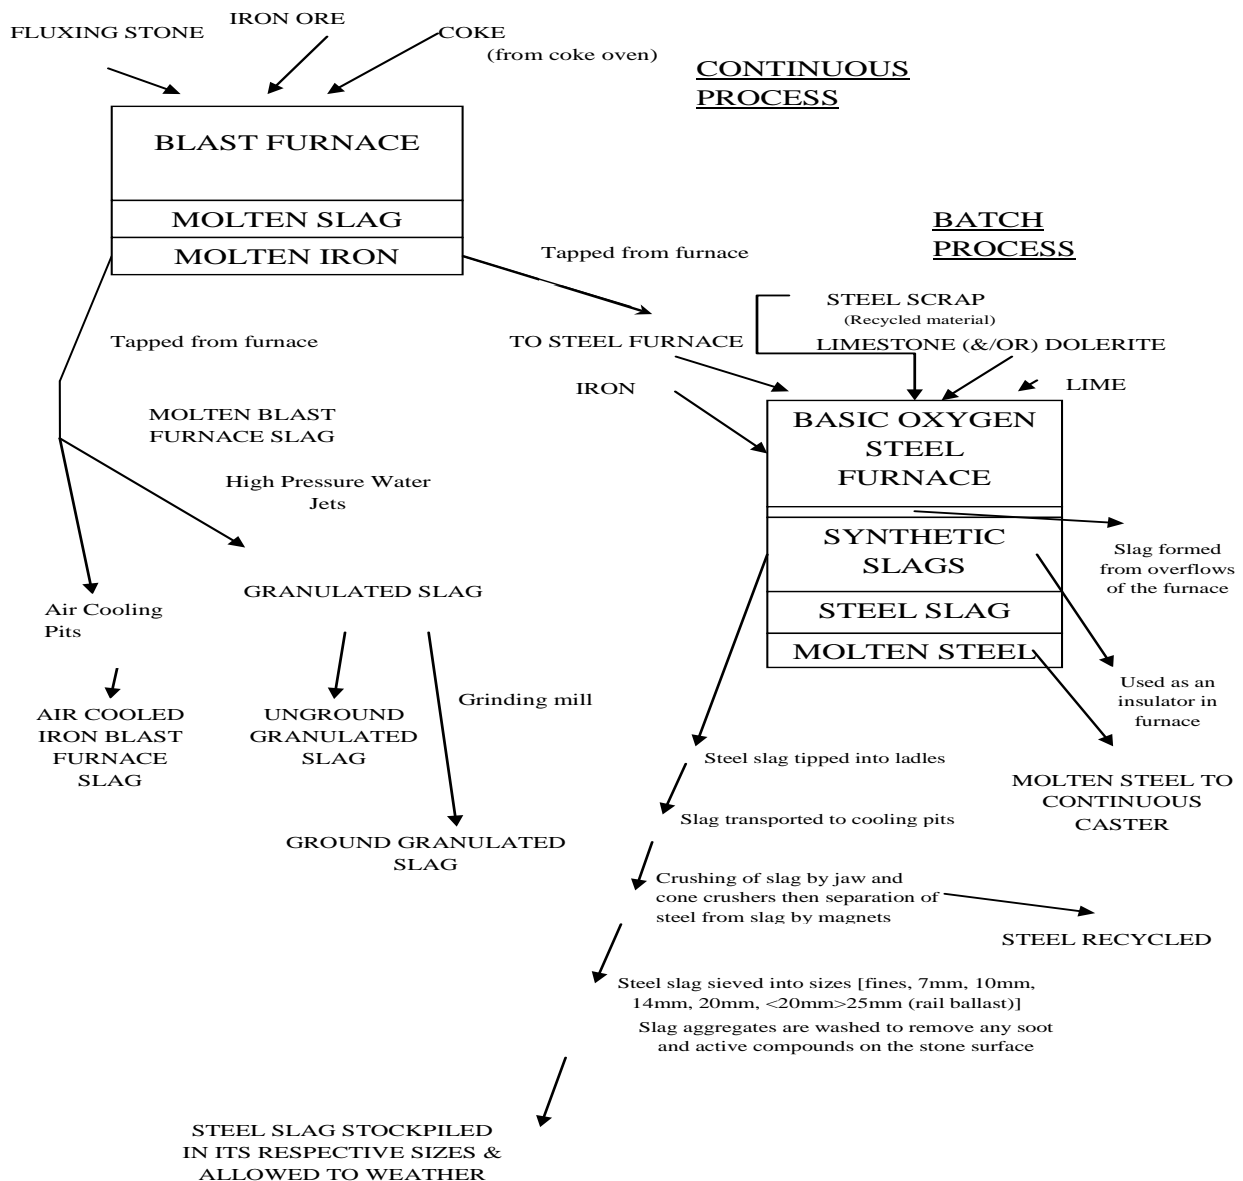 IRON ORE
FLUXING STONE
COKE
(from coke oven)
CONTINUOUS
PROCESS
BLAST FURNACE
MOLTEN SLAG
MOLTEN IRON
BATCH
PROCESS
Tapped from furnace
STEEL SCRAP
(Recycled material)
Tapped from furnace
TO STEEL FURNACE
LIMESTONE (&/OR) DOLERITE
IRON
LIME
MOLTEN BLAST
FURNACE SLAG
BASIC OXYGEN
STEEL
FURNACE
High Pressure Water
Jets
SYNTHETIC
SLAGS
Slag formed
from overflows
of the furnace
GRANULATED SLAG
Air Cooling
Pits
STEEL SLAG
MOLTEN STEEL
Grinding mill
Used as an
insulator in
furnace
AIR COOLED
IRON BLAST
FURNACE
SLAG
UNGROUND
GRANULATED
SLAG
Steel slag tipped into ladles
MOLTEN STEEL TO
CONTINUOUS
CASTER
Slag transported to cooling pits
GROUND GRANULATED
SLAG
Crushing of slag by jaw and
cone crushers then separation of
steel from slag by magnets
STEEL RECYCLED
Steel slag sieved into sizes [fines, 7mm, 10mm,
14mm, 20mm, <20mm>25mm (rail ballast)]
Slag aggregates are washed to remove any soot
and active compounds on the stone surface
STEEL SLAG STOCKPILED
IN ITS RESPECTIVE SIZES &
ALLOWED TO WEATHER